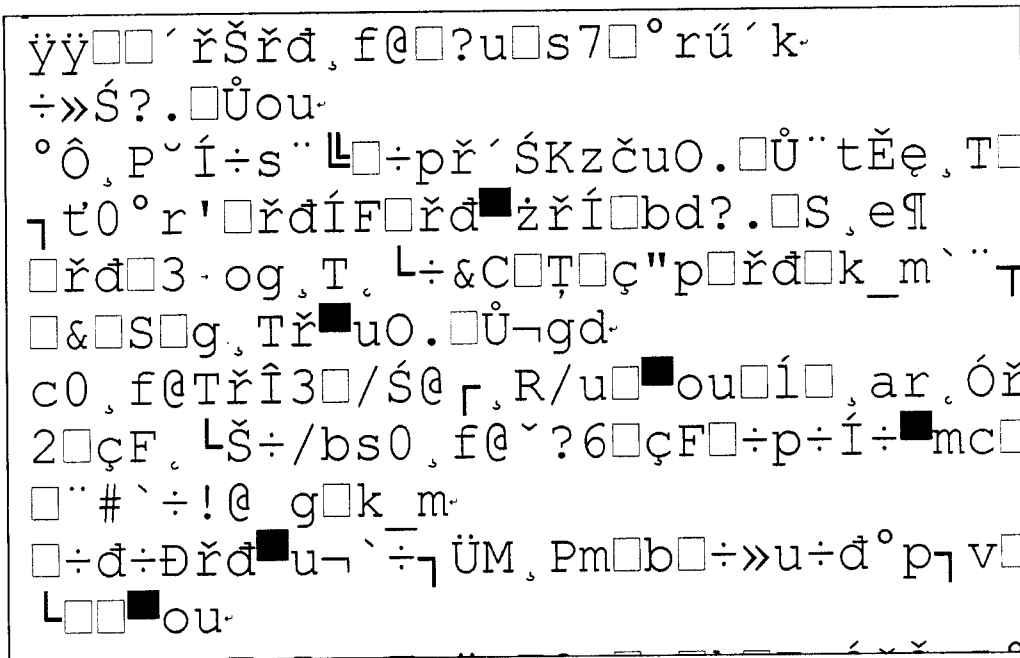 ÿÿ□□´řŠřđ¸f@□?u□s7□°rű´k
÷»Ś?.□Ůou
°Ô¸P˘Í÷s¨╚□÷př´ŚKzčuO.□Ů¨tĚę¸T□
┐ť0°r'□řđÍF□řđ■żřÍ□bd?.□S¸e¶
□řđ□3·og¸T˛└÷&C□Ţ□ç"p□řđ□k_m`¨┬
□&□S□g¸Tř■uO.□Ů¬gd
c0¸f@TřÎ3□/Ś@┌¸R/u□■ou□í□¸ar˛Óř
2□çF˛└Š÷/bs0¸f@ˇ?6□çF□÷p÷Í÷■mc□
□¨#`÷!@ g□k_m
□÷đ÷Đřđ■u¬`÷┐ÜM¸Pm□b□÷»u÷đ°p┐v□
└□□■ou